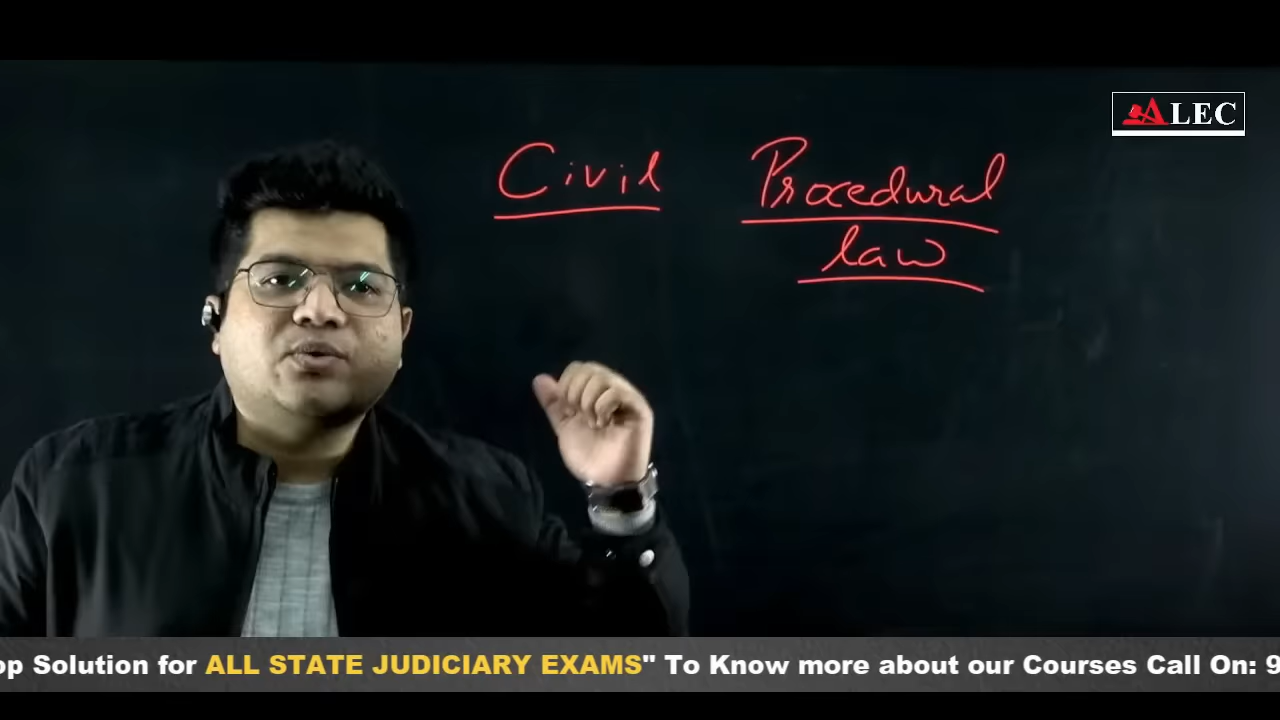 ALEC
Civil Procedural
law
op Solution for ALL STATE JUDICIARY EXAMS" To Know more about our Courses Call On: 9